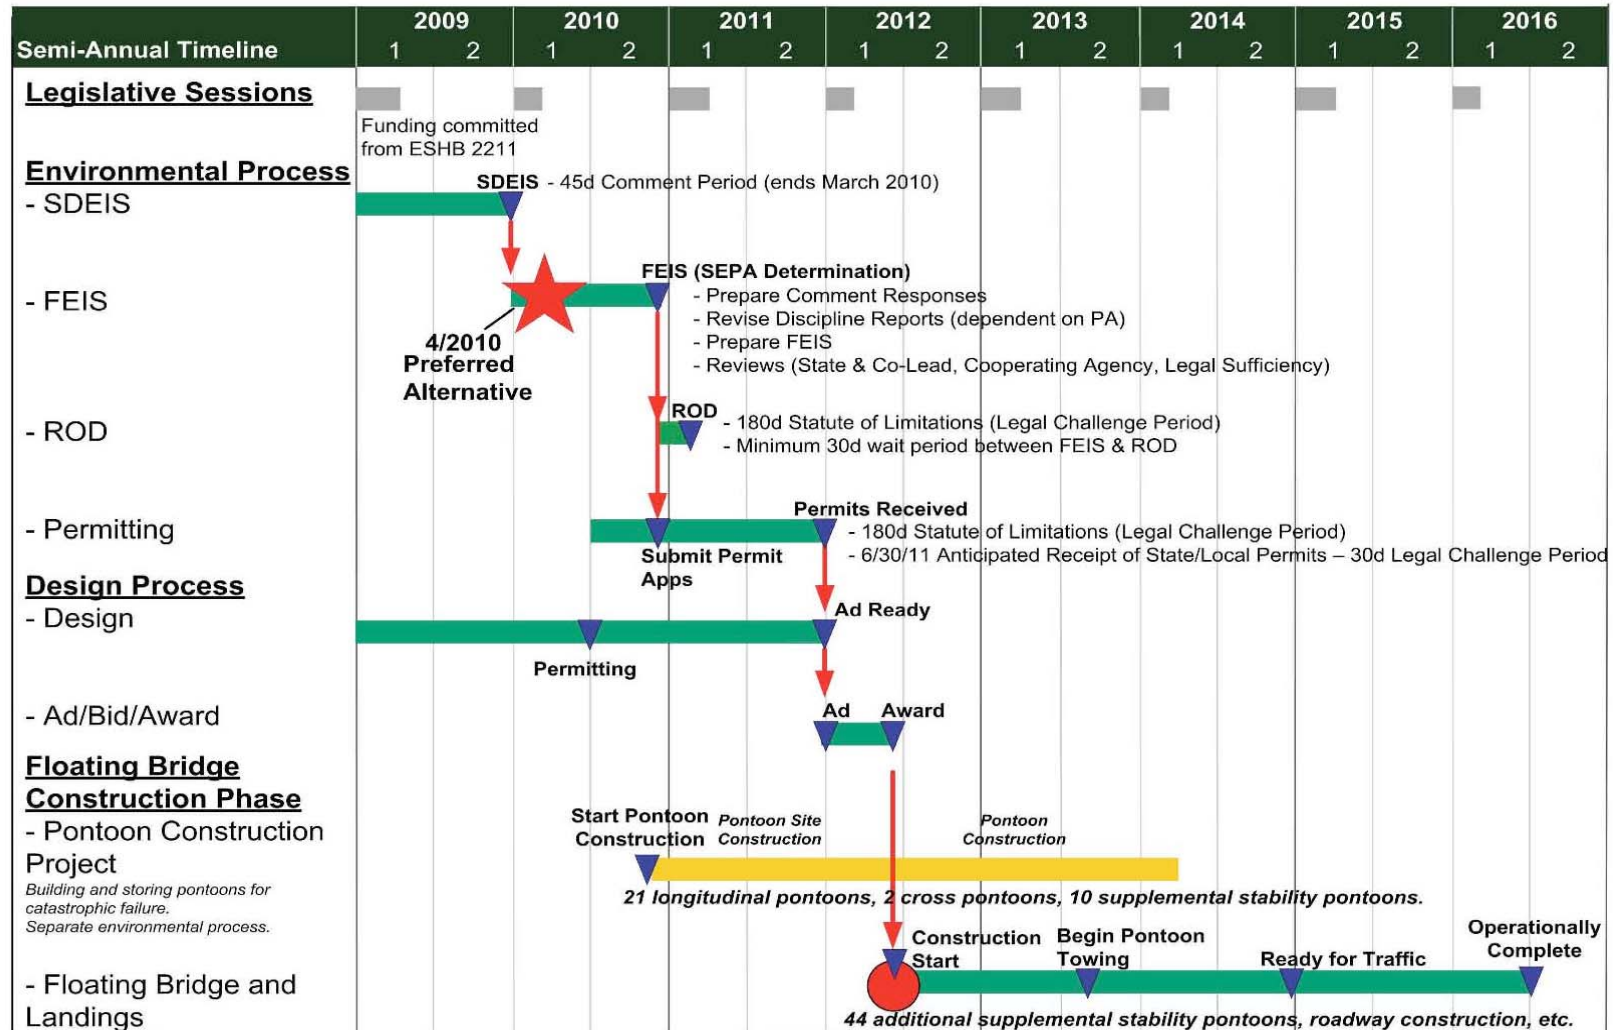 2009 2010 2011 2012 2013 2014 2015 2016
Semi-Annual Timeline 1 2 1 2 1 2 1 2 1 2 1 2 1 2 1 2
Legislative Sessions
Funding committed
from ESHB 2211
Environmental Process
SDEIS - 45d Comment Period (ends March 2010)
- SDEIS
FEIS (SEPA Determination)
- FEIS
- Prepare Comment Responses
- Revise Discipline Reports (dependent on PA)
- Prepare FEIS
- Reviews (State & Co-Lead, Cooperating Agency, Legal Sufficiency)
4/2010
Preferred
Alternative
ROD
- ROD
- 180d Statute of Limitations (Legal Challenge Period)
- Minimum 30d wait period between FEIS & ROD
Permits Received
- Permitting
- 180d Statute of Limitations (Legal Challenge Period)
- 6/30/11 Anticipated Receipt of State/Local Permits – 30d Legal Challenge Period
Submit Permit
Apps
Design Process
- Design
Ad Ready
Permitting
- Ad/Bid/Award
Ad Award
Floating Bridge
Construction Phase
- Pontoon Construction
Project
Building and storing pontoons for
catastrophic failure.
Separate environmental process.
Start Pontoon
Construction
Pontoon Site
Construction
Pontoon
Construction
21 longitudinal pontoons, 2 cross pontoons, 10 supplemental stability pontoons.
Construction
Start
Begin Pontoon
Towing
Ready for Traffic
Operationally
Complete
- Floating Bridge and
Landings
44 additional supplemental stability pontoons, roadway construction, etc.